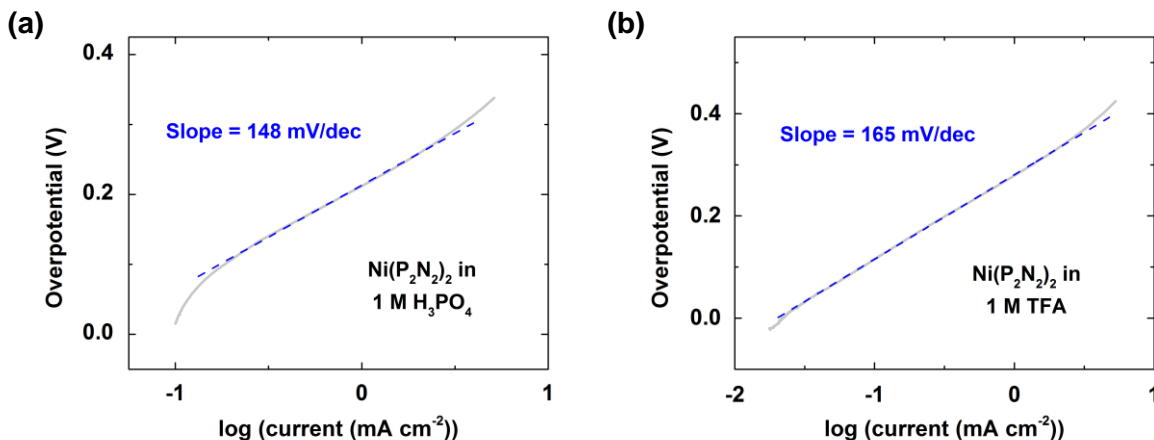 (a)
0.4
0.2
0.0
Overpotential (V)
Slope = 148 mV/dec
Ni(P₂N₂)₂ in
1 M H₃PO₄
-1
0
1
log (current (mA cm⁻²))
(b)
0.4
0.2
0.0
Overpotential (V)
Slope = 165 mV/dec
Ni(P₂N₂)₂ in
1 M TFA
-2
-1
0
1
log (current (mA cm⁻²))